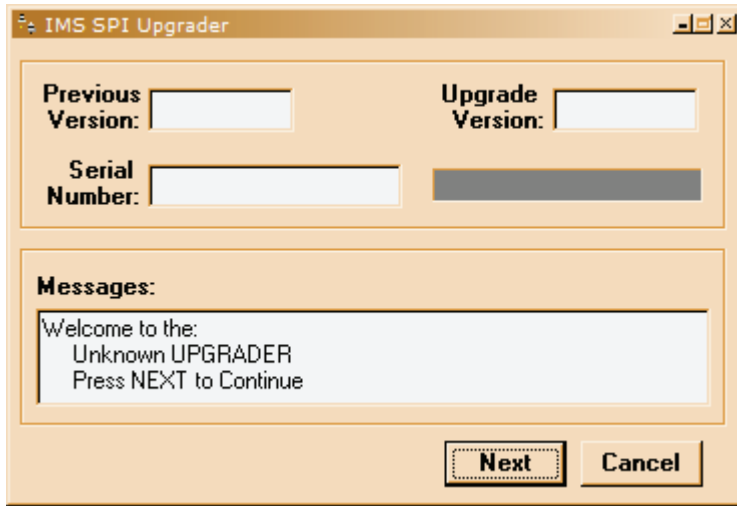 IMS SPI Upgrader
Previous
Version:
Upgrade
Version:
Serial
Number:
Messages:
Welcome to the:
Unknown UPGRADER
Press NEXT to Continue
Next
Cancel